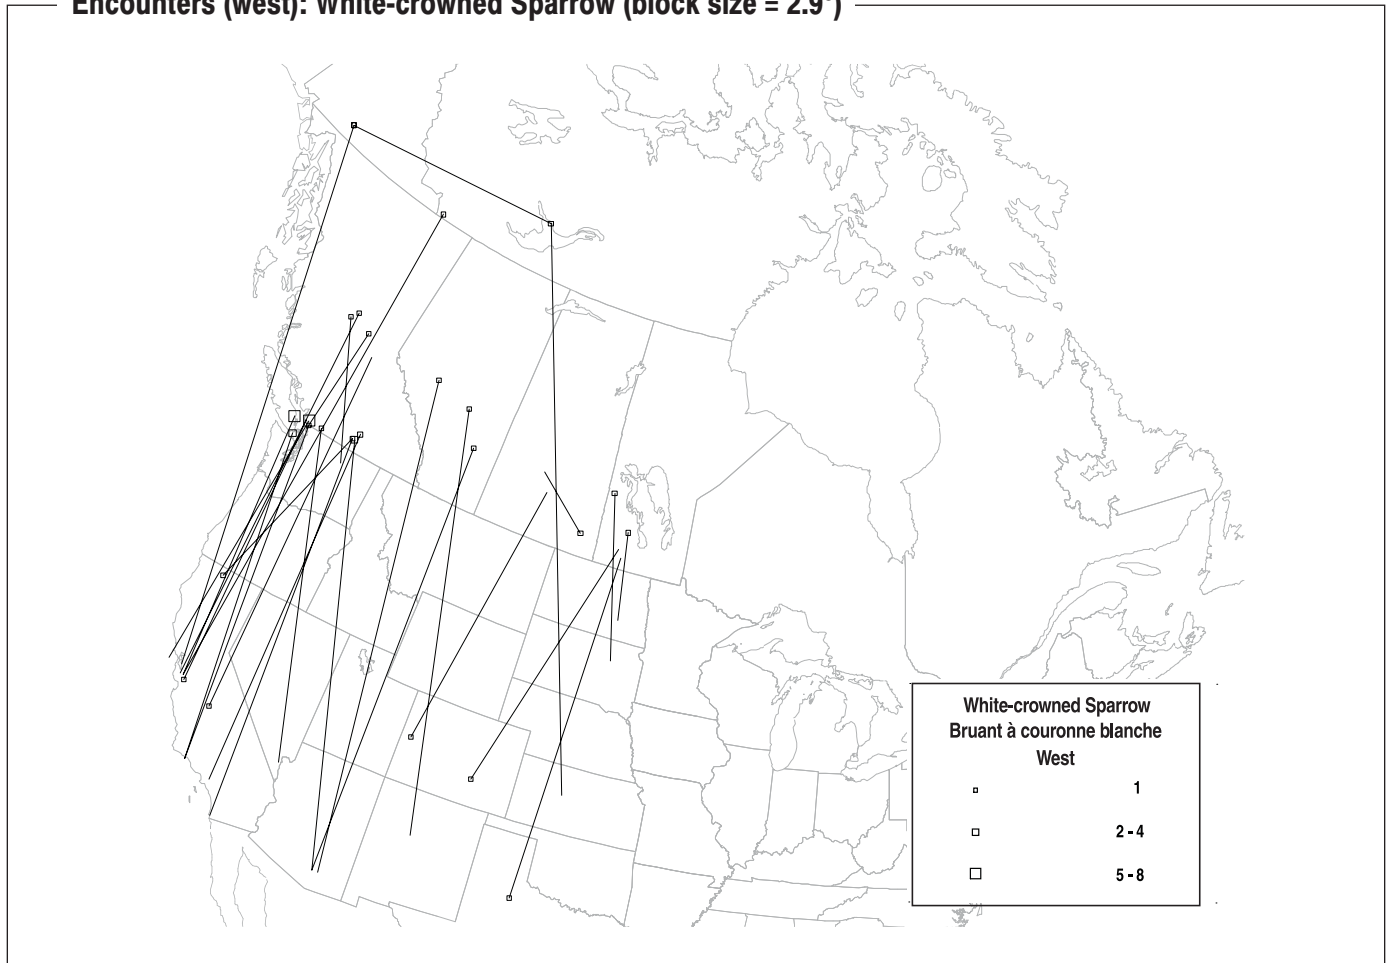 Encounters (west): White-crowned Sparrow (block size = 2.9°)
White-crowned Sparrow
Bruant à couronne blanche
West
1
2 - 4
5 - 8